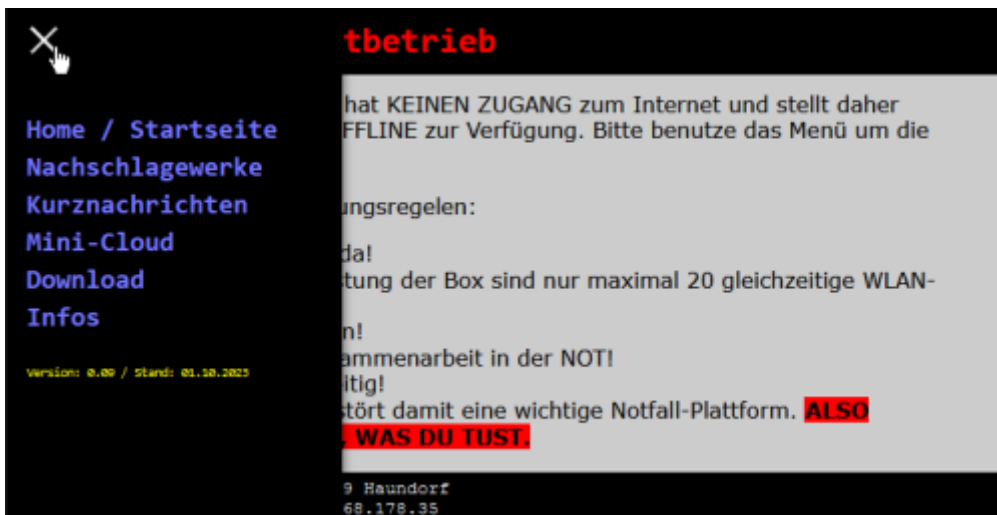 tbetrieb
Home / Startseite
Nachschlagewerke
Kurznachrichten
Mini-Cloud
Download
Infos
Version: 0.09 / Stand: 01.10.2023
hat KEINEN ZUGANG zum Internet und stellt daher
FFLINE zur Verfügung. Bitte benutze das Menü um die
ungsregelen:
da!
tung der Box sind nur maximal 20 gleichzeitige WLAN-
n!
ammenarbeit in der NOT!
itig!
stört damit eine wichtige Notfall-Plattform. ALSO
, WAS DU TUST.
9 Haundorf
68.178.35